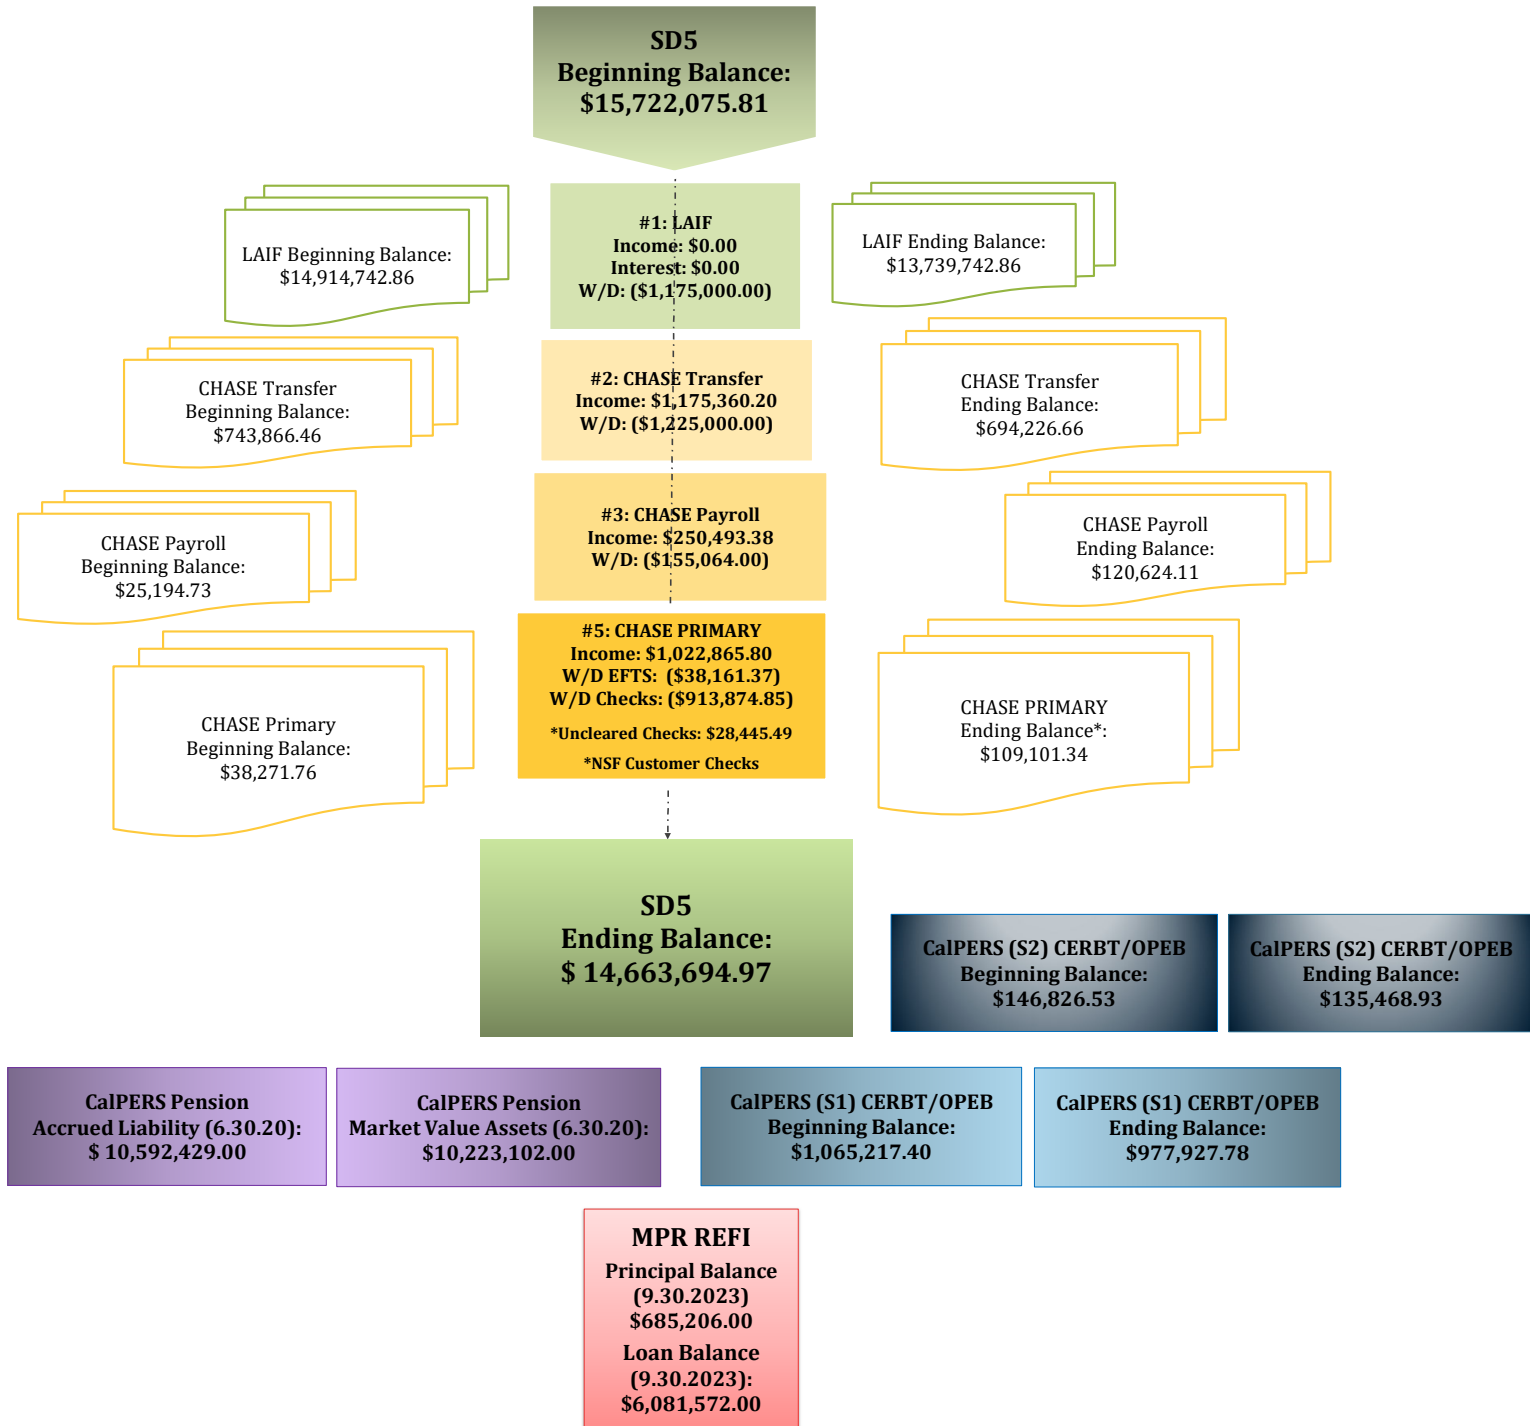 SD5
Beginning Balance:
$15,722,075.81
LAIF Beginning Balance:
$14,914,742.86
#1: LAIF
Income: $0.00
Interest: $0.00
W/D: ($1,175,000.00)
LAIF Ending Balance:
$13,739,742.86
CHASE Transfer
Beginning Balance:
$743,866.46
#2: CHASE Transfer
Income: $1,175,360.20
W/D: ($1,225,000.00)
CHASE Transfer
Ending Balance:
$694,226.66
CHASE Payroll
Beginning Balance:
$25,194.73
#3: CHASE Payroll
Income: $250,493.38
W/D: ($155,064.00)
CHASE Payroll
Ending Balance:
$120,624.11
CHASE Primary
Beginning Balance:
$38,271.76
#5: CHASE PRIMARY
Income: $1,022,865.80
W/D EFTS: ($38,161.37)
W/D Checks: ($913,874.85)
*Uncleared Checks: $28,445.49
*NSF Customer Checks
CHASE PRIMARY
Ending Balance*:
$109,101.34
SD5
Ending Balance:
$ 14,663,694.97
CalPERS (S2) CERBT/OPEB
Beginning Balance:
$146,826.53
CalPERS (S2) CERBT/OPEB
Ending Balance:
$135,468.93
CalPERS Pension
Accrued Liability (6.30.20):
$ 10,592,429.00
CalPERS Pension
Market Value Assets (6.30.20):
$10,223,102.00
CalPERS (S1) CERBT/OPEB
Beginning Balance:
$1,065,217.40
CalPERS (S1) CERBT/OPEB
Ending Balance:
$977,927.78
MPR REFI
Principal Balance
(9.30.2023)
$685,206.00
Loan Balance
(9.30.2023):
$6,081,572.00